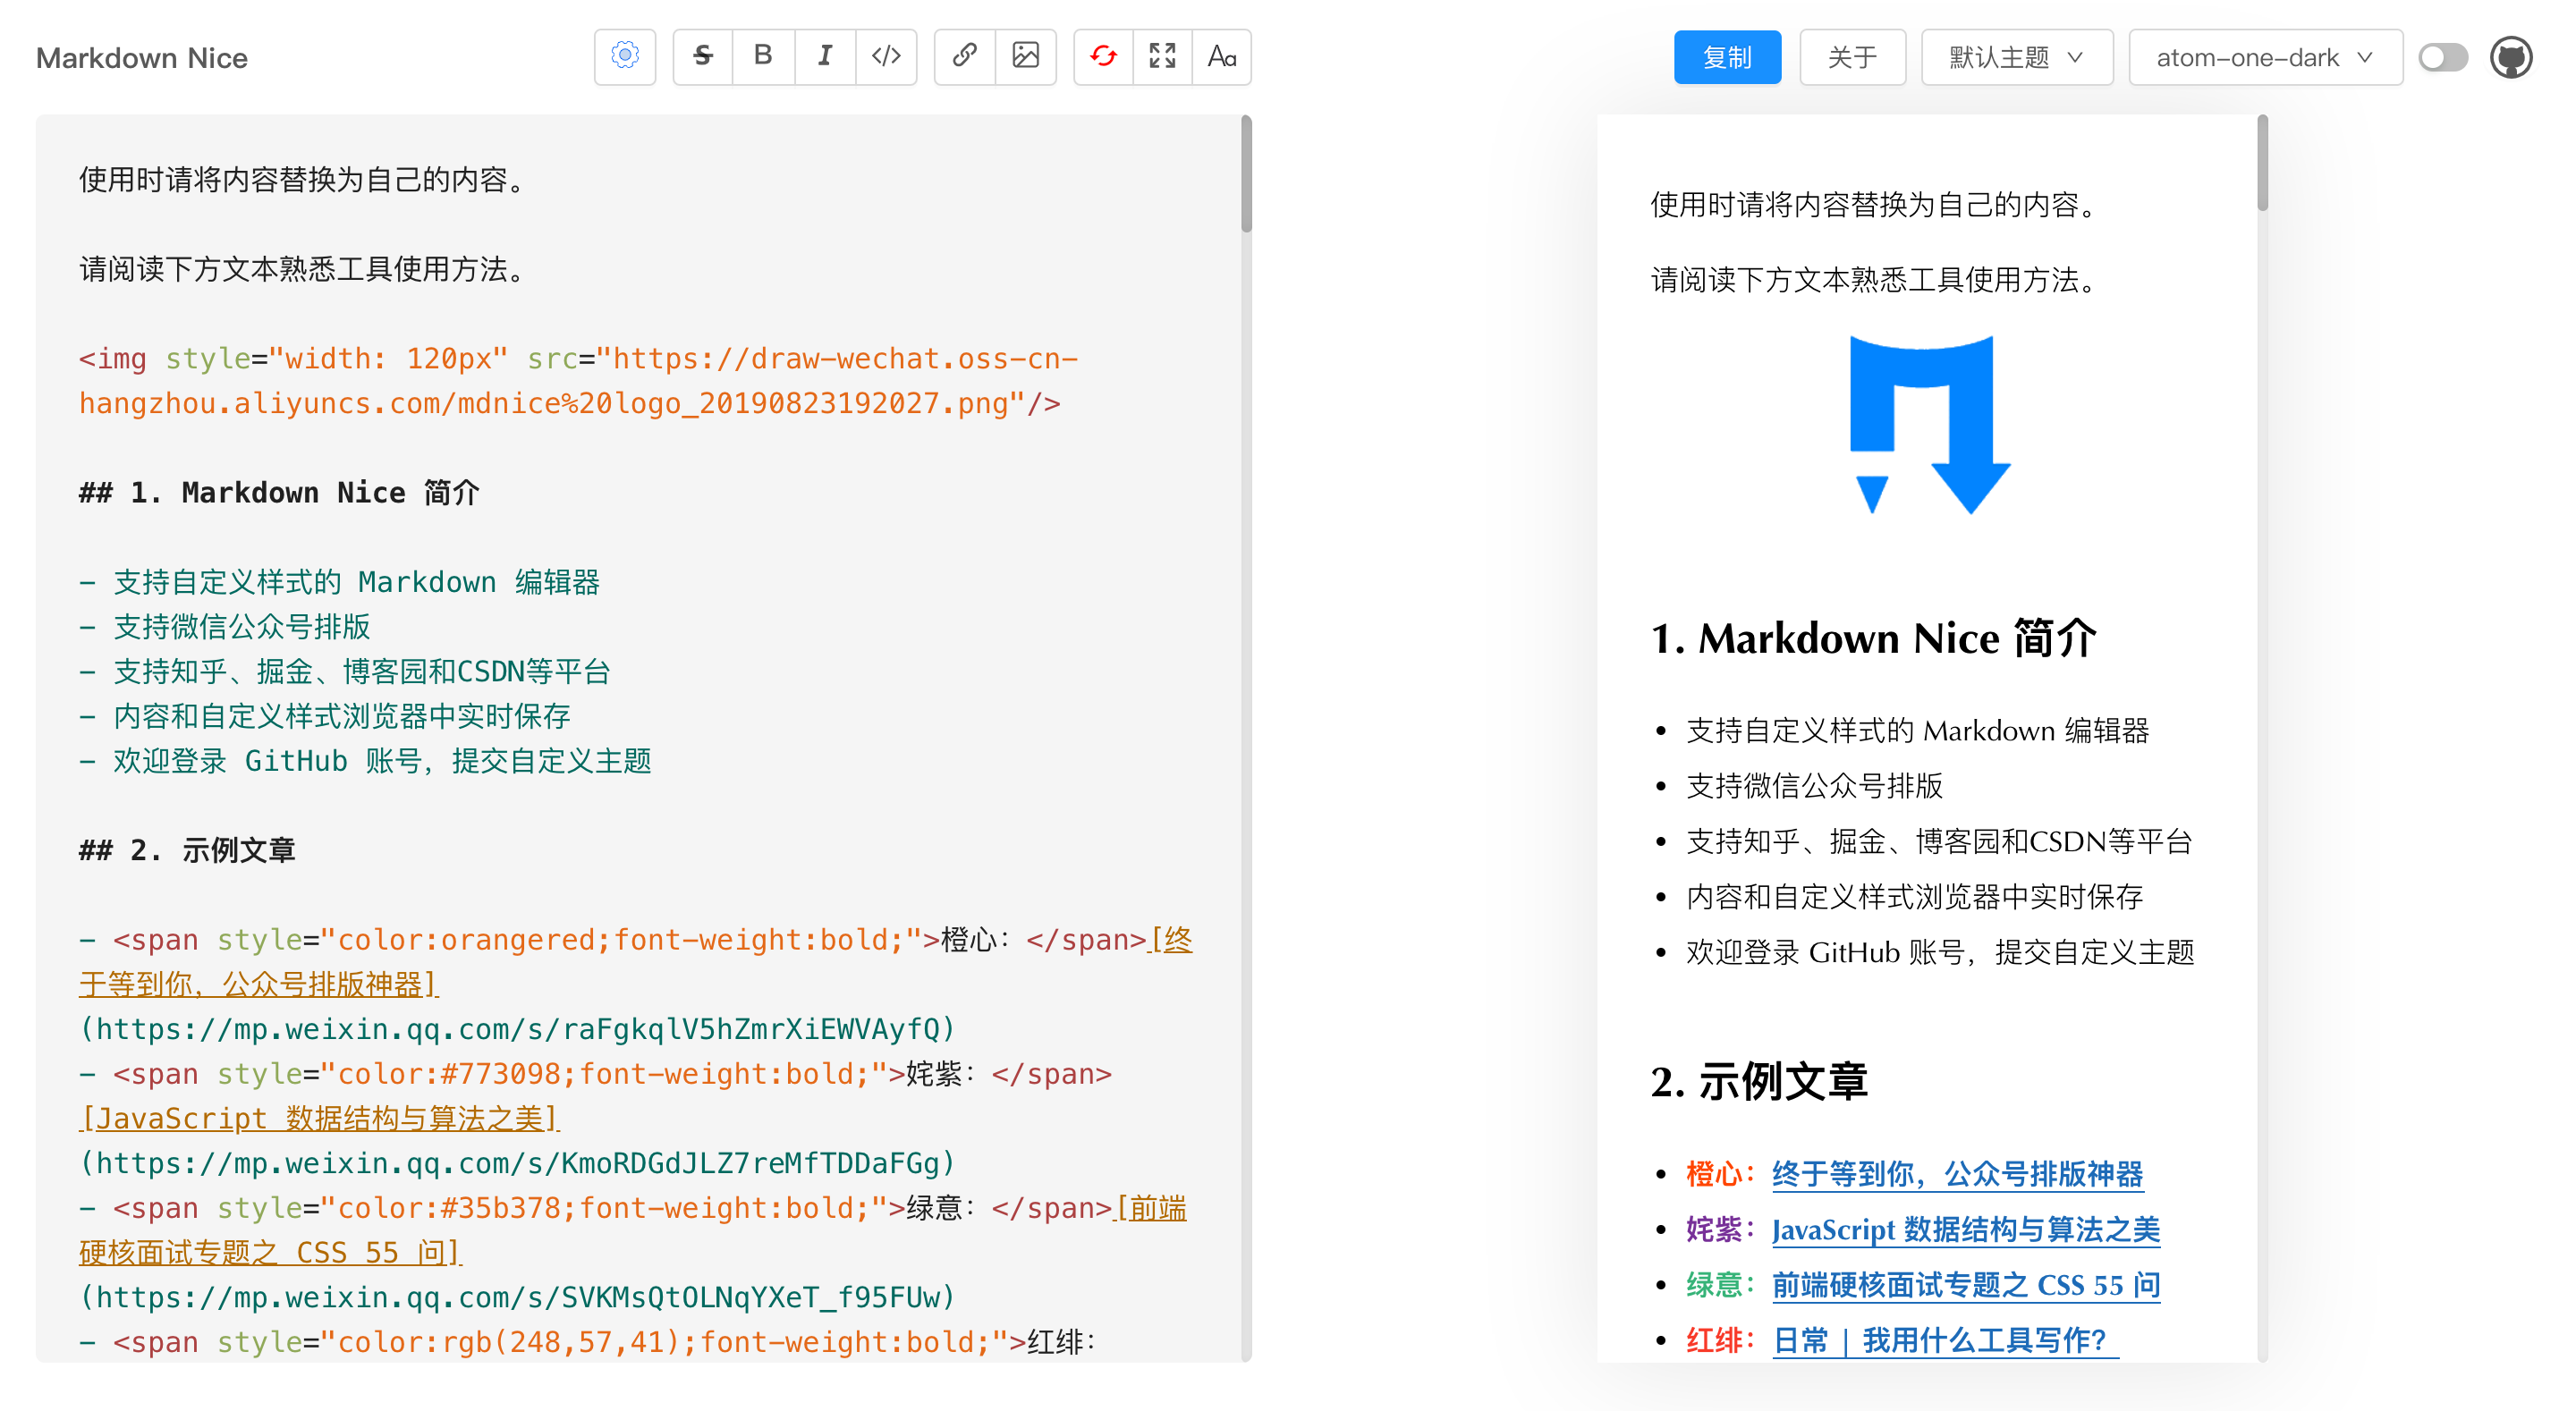 Markdown Nice
S B I </> Aa
复制 关于 默认主题 atom-one-dark
使用时请将内容替换为自己的内容。
请阅读下方文本熟悉工具使用方法。
<img style="width: 120px" src="https://draw-wechat.oss-cn-
hangzhou.aliyuncs.com/mdnice%20logo_20190823192027.png"/>
## 1. Markdown Nice 简介
- 支持自定义样式的 Markdown 编辑器
- 支持微信公众号排版
- 支持知乎、掘金、博客园和CSDN等平台
- 内容和自定义样式浏览器中实时保存
- 欢迎登录 GitHub 账号，提交自定义主题
## 2. 示例文章
- <span style="color:orangered;font-weight:bold;">橙心：</span>[终
于等到你，公众号排版神器]
(https://mp.weixin.qq.com/s/raFgkqlV5hZmrXiEWVAyfQ)
- <span style="color:#773098;font-weight:bold;">姹紫：</span>
[JavaScript 数据结构与算法之美]
(https://mp.weixin.qq.com/s/KmoRDGdJLZ7reMfTDDaFGg)
- <span style="color:#35b378;font-weight:bold;">绿意：</span>[前端
硬核面试专题之 CSS 55 问]
(https://mp.weixin.qq.com/s/SVKMsQtOLNqYXeT_f95FUw)
- <span style="color:rgb(248,57,41);font-weight:bold;">红绯：
使用时请将内容替换为自己的内容。
请阅读下方文本熟悉工具使用方法。
1. Markdown Nice 简介
• 支持自定义样式的 Markdown 编辑器
• 支持微信公众号排版
• 支持知乎、掘金、博客园和CSDN等平台
• 内容和自定义样式浏览器中实时保存
• 欢迎登录 GitHub 账号，提交自定义主题
2. 示例文章
• 橙心：终于等到你，公众号排版神器
• 姹紫：JavaScript 数据结构与算法之美
• 绿意：前端硬核面试专题之 CSS 55 问
• 红绯：日常 | 我用什么工具写作？